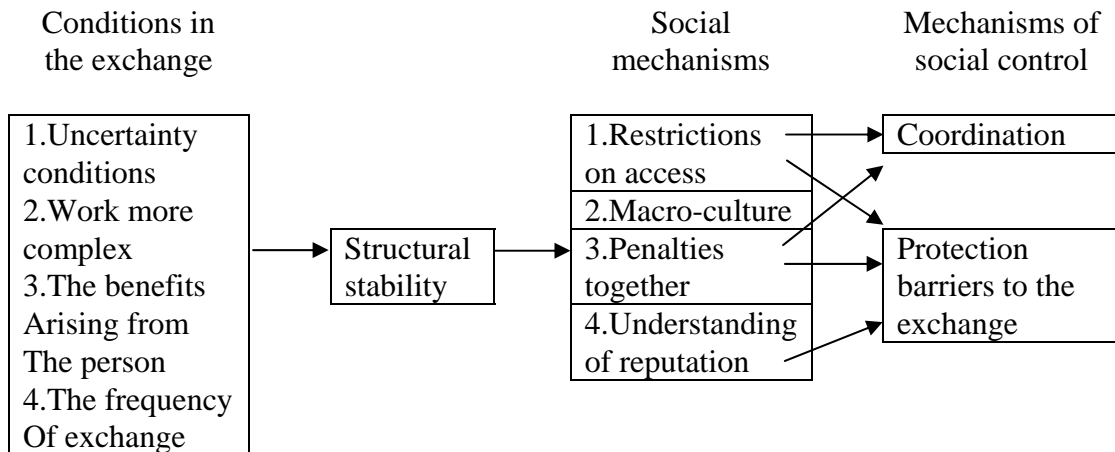 Conditions in
the exchange
Social
mechanisms
Mechanisms of
social control
1.Uncertainty
conditions
2.Work more
complex
3.The benefits
Arising from
The person
4.The frequency
Of exchange
Structural
stability
1.Restrictions
on access
2.Macro-culture
3.Penalties
together
4.Understanding
of reputation
Coordination
Protection
barriers to the
exchange